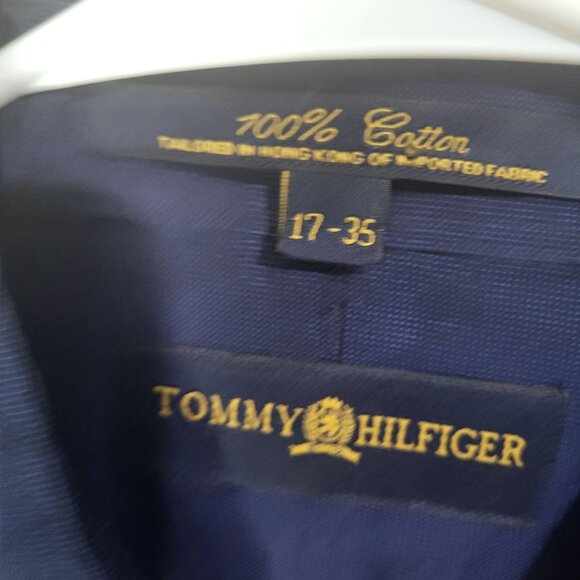 100% Cotton
TAILORED IN HONG KONG OF IMPORTED FABRIC
17-35
TOMMY HILFIGER